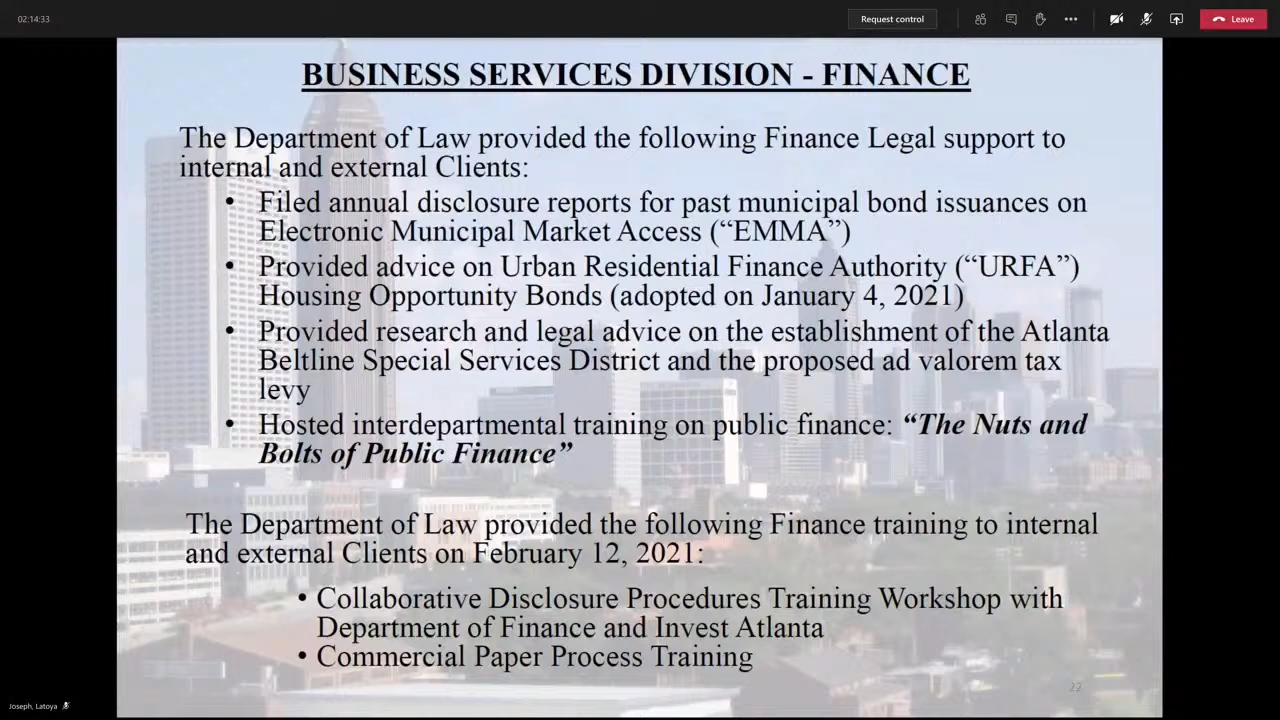 02:14:33
Request control
Leave
BUSINESS SERVICES DIVISION - FINANCE
The Department of Law provided the following Finance Legal support to
internal and external Clients:
• Filed annual disclosure reports for past municipal bond issuances on
Electronic Municipal Market Access (“EMMA”)
• Provided advice on Urban Residential Finance Authority (“URFA”)
Housing Opportunity Bonds (adopted on January 4, 2021)
• Provided research and legal advice on the establishment of the Atlanta
Beltline Special Services District and the proposed ad valorem tax
levy
• Hosted interdepartmental training on public finance: “The Nuts and
Bolts of Public Finance”
The Department of Law provided the following Finance training to internal
and external Clients on February 12, 2021:
• Collaborative Disclosure Procedures Training Workshop with
Department of Finance and Invest Atlanta
• Commercial Paper Process Training
22
Joseph, Latoya